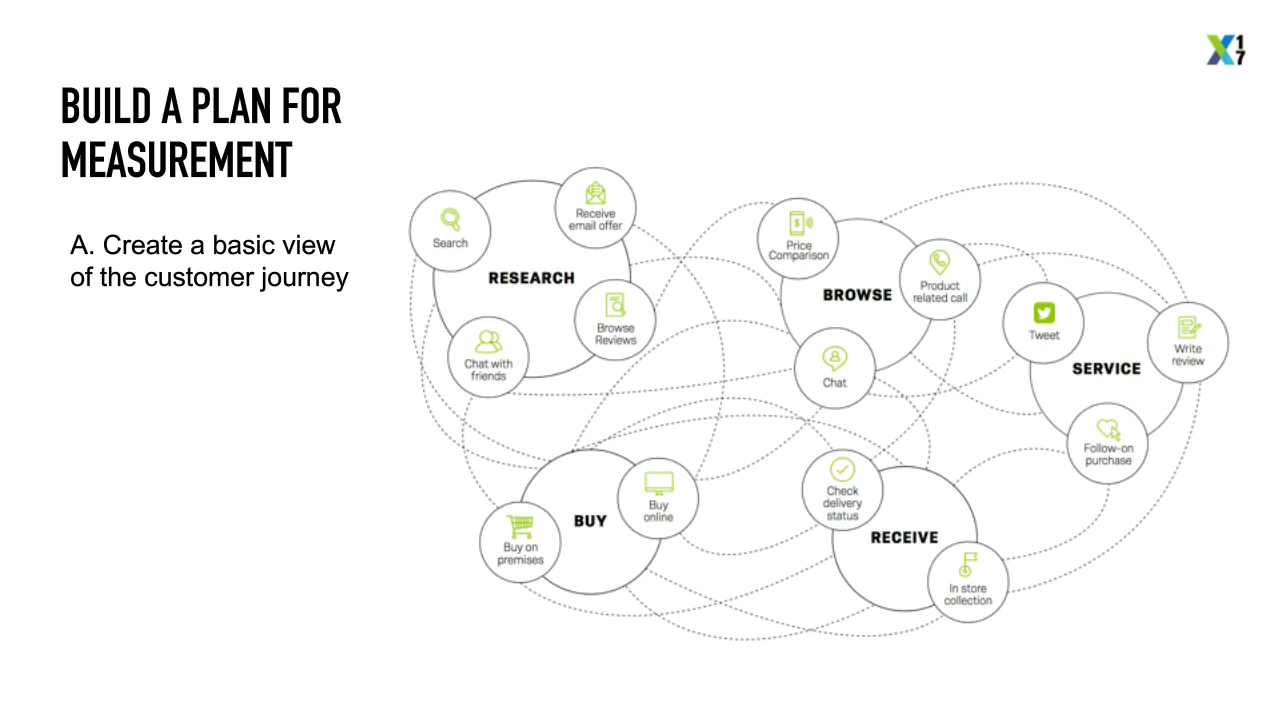 X 1
7
BUILD A PLAN FOR
MEASUREMENT
A. Create a basic view
of the customer journey
Search
Receive
email offer
RESEARCH
Browse
Reviews
Chat with
friends
$
Price
Comparison
BROWSE
Product
related call
Chat
Tweet
Write
review
SERVICE
Follow-on
purchase
BUY
Buy
online
Buy on
premises
Check
delivery
status
RECEIVE
In store
collection